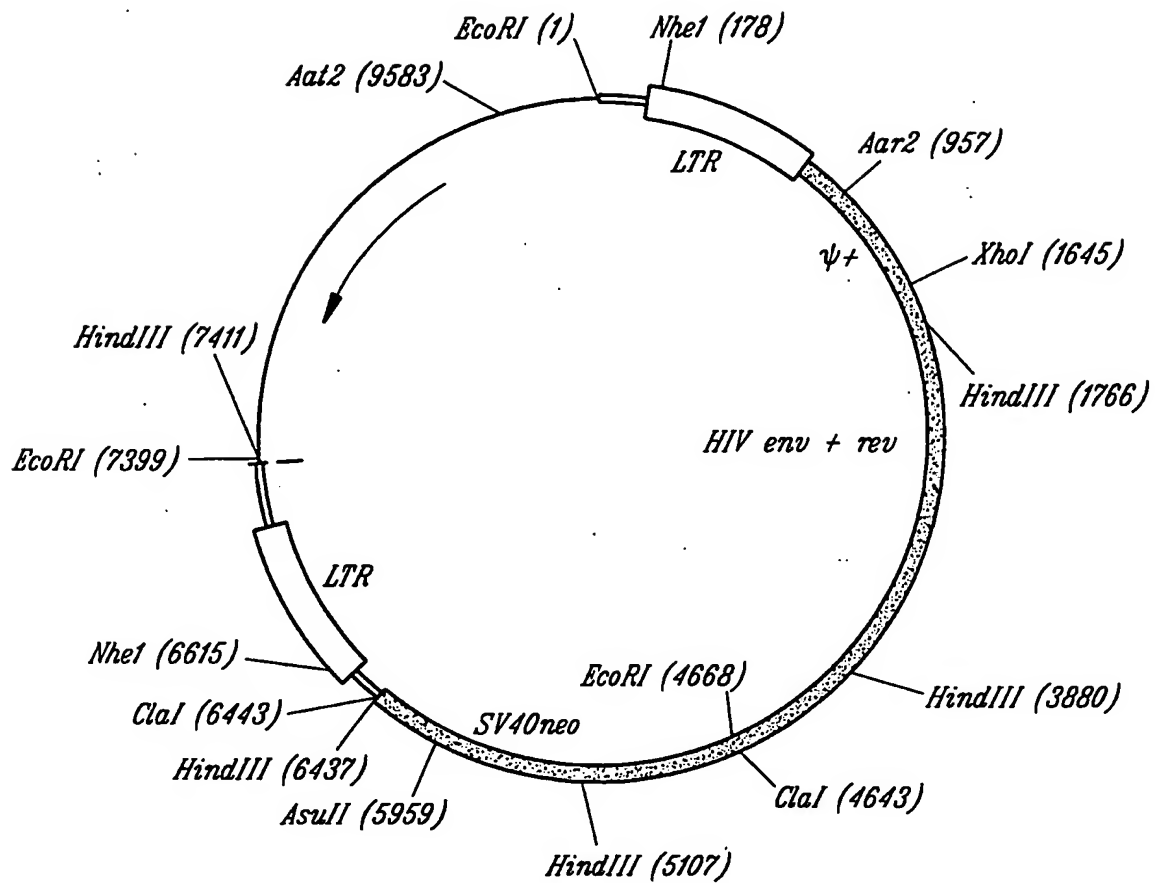 EcoRI (1)
Nhe1 (178)
Aat2 (9583)
LTR
Aar2 (957)
ψ+
XhoI (1645)
HindIII (7411)
HindIII (1766)
EcoRI (7399)
HIV env + rev
LTR
Nhe1 (6615)
EcoRI (4668)
HindIII (3880)
ClaI (6443)
SV40neo
HindIII (6437)
ClaI (4643)
AsuII (5959)
HindIII (5107)